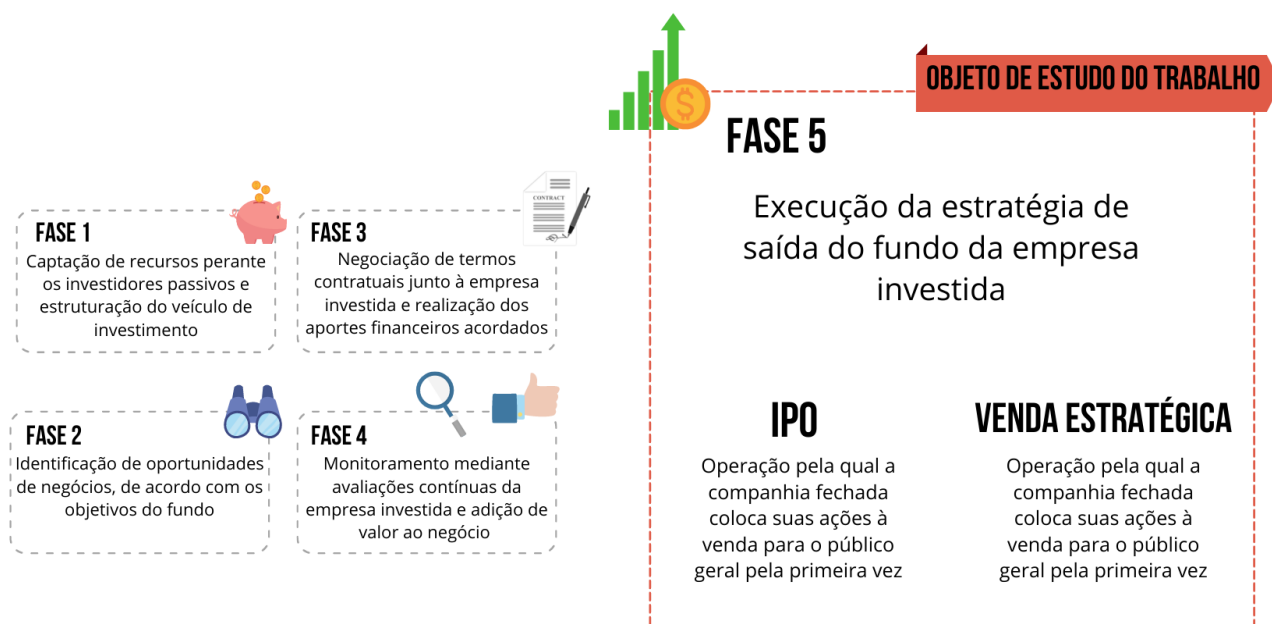 OBJETO DE ESTUDO DO TRABALHO
FASE 1
Captação de recursos perante
os investidores passivos e
estruturação do veículo de
investimento
FASE 2
Identificação de oportunidades
de negócios, de acordo com os
objetivos do fundo
CONTRACT
FASE 3
Negociação de termos
contratuais junto à empresa
investida e realização dos
aportes financeiros acordados
FASE 4
Monitoramento mediante
avaliações contínuas da
empresa investida e adição de
valor ao negócio
$
FASE 5
Execução da estratégia de
saída do fundo da empresa
investida
IPO
Operação pela qual a
companhia fechada
coloca suas ações à
venda para o público
geral pela primeira vez
VENDA ESTRATÉGICA
Operação pela qual a
companhia fechada
coloca suas ações à
venda para o público
geral pela primeira vez